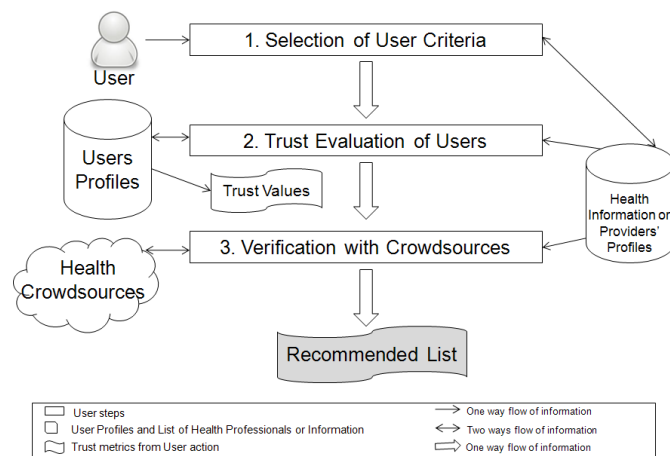 1. Selection of User Criteria
User
2. Trust Evaluation of Users
Users
Profiles
Trust Values
Health
Information or
Providers'
Profiles
3. Verification with Crowdsources
Health
Crowdsources
Recommended List
User steps
User Profiles and List of Health Professionals or Information
Trust metrics from User action
One way flow of information
Two ways flow of information
One way flow of information